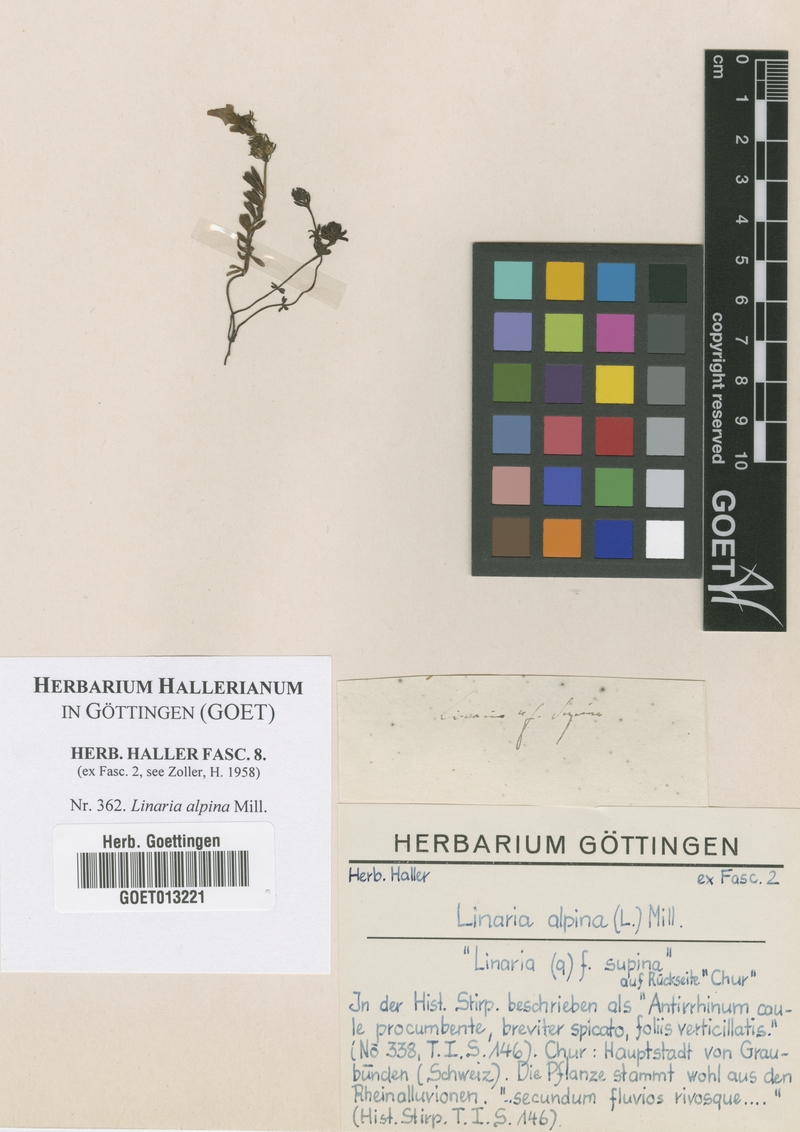 cm
0
1
2
3
4
5
6
7
8
9
10
copyright reserved
GOET
HERBARIUM HALLERIANUM
IN GÖTTINGEN (GOET)
HERB. HALLER FASC. 8.
(ex Fasc. 2, see Zoller, H. 1958)
Nr. 362. Linaria alpina Mill.
Herb. Goettingen
GOET013221
Linaria f. Supina
HERBARIUM GÖTTINGEN
Herb. Haller ex Fasc. 2
Linaria alpina (L.) Mill.
"Linaria (q) f. supina"
auf Rückseite "Chur"
In der Hist. Stirp. beschrieben als "Antirrhinum cau-
le procumbente, breviter spicato, foliis verticillatis."
(No 338, T.I.S.146). Chur: Hauptstadt von Grau-
bünden (Schweiz). Die Pflanze stammt wohl aus den
Rheinalluvionen. "..secundum fluvios rivosque...."
(Hist. Stirp. T.I.S. 146).